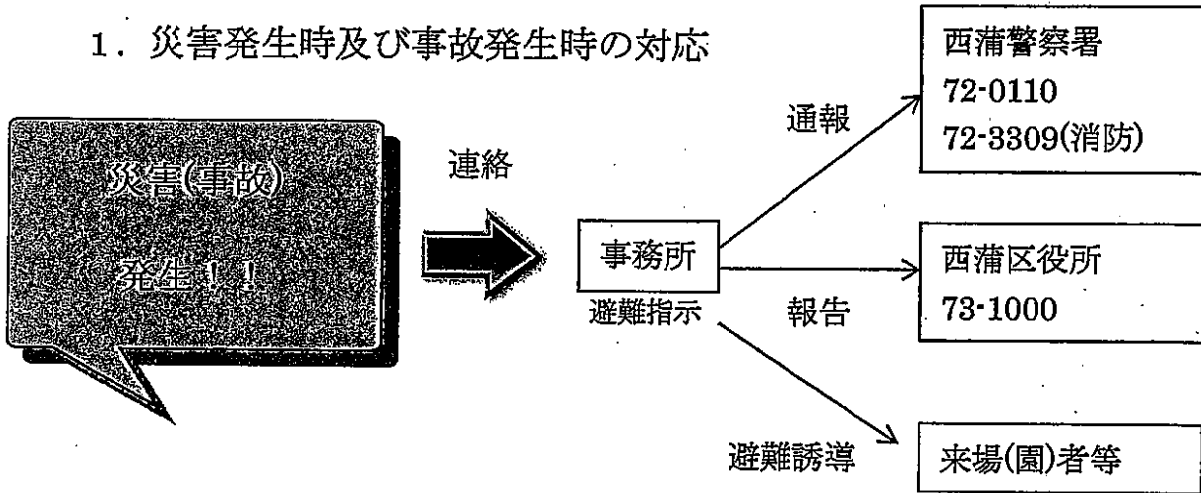 1．災害発生時及び事故発生時の対応
災害(事故)
発生！！
連絡
事務所
避難指示
通報
西蒲警察署
72-0110
72-3309(消防)
報告
西蒲区役所
73-1000
避難誘導
来場(園)者等